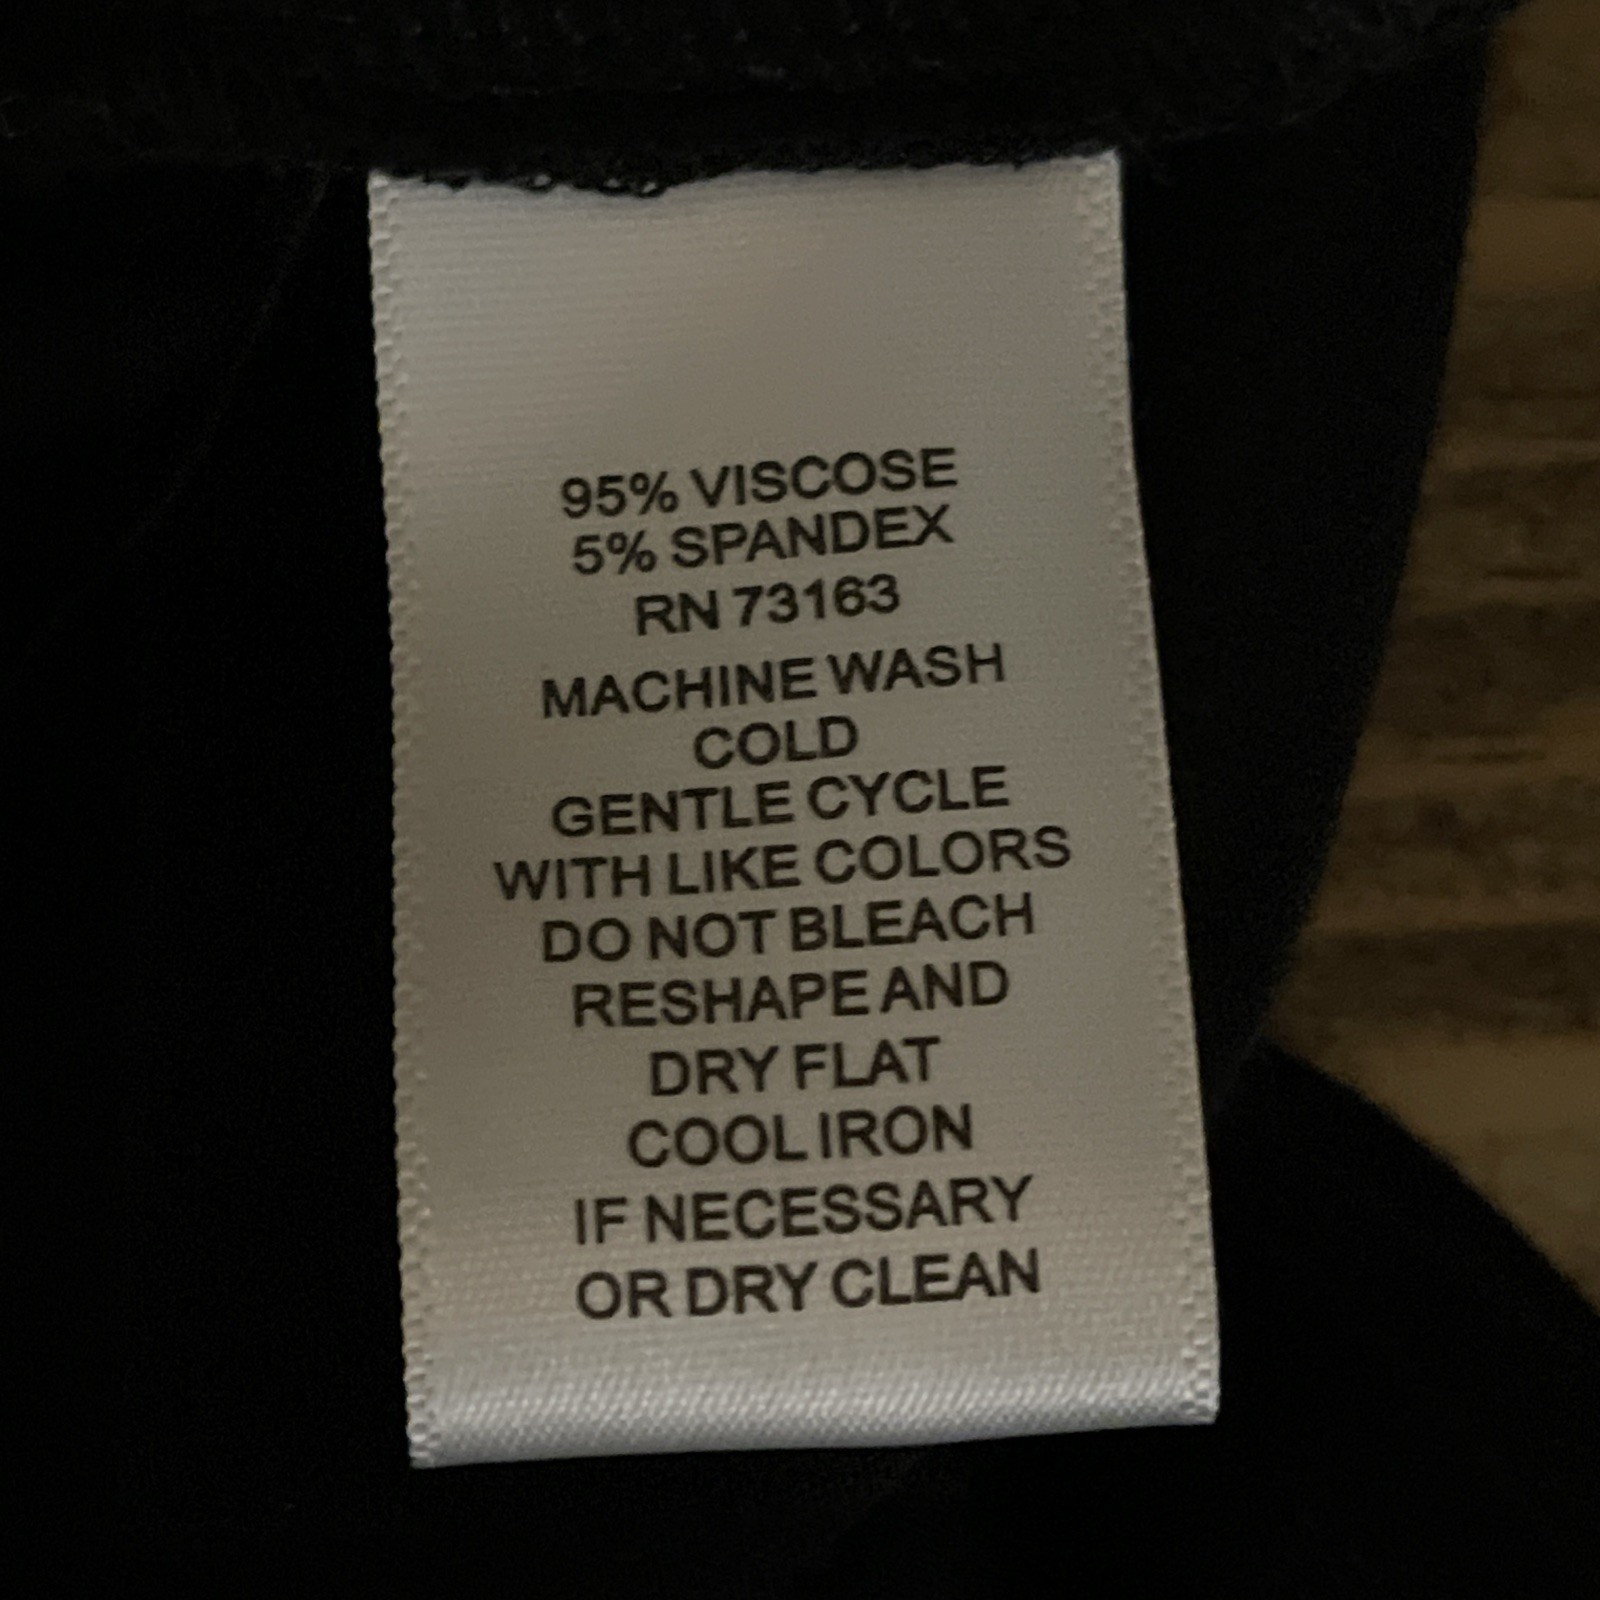 95% VISCOSE
5% SPANDEX
RN 73163
MACHINE WASH
COLD
GENTLE CYCLE
WITH LIKE COLORS
DO NOT BLEACH
RESHAPE AND
DRY FLAT
COOL IRON
IF NECESSARY
OR DRY CLEAN